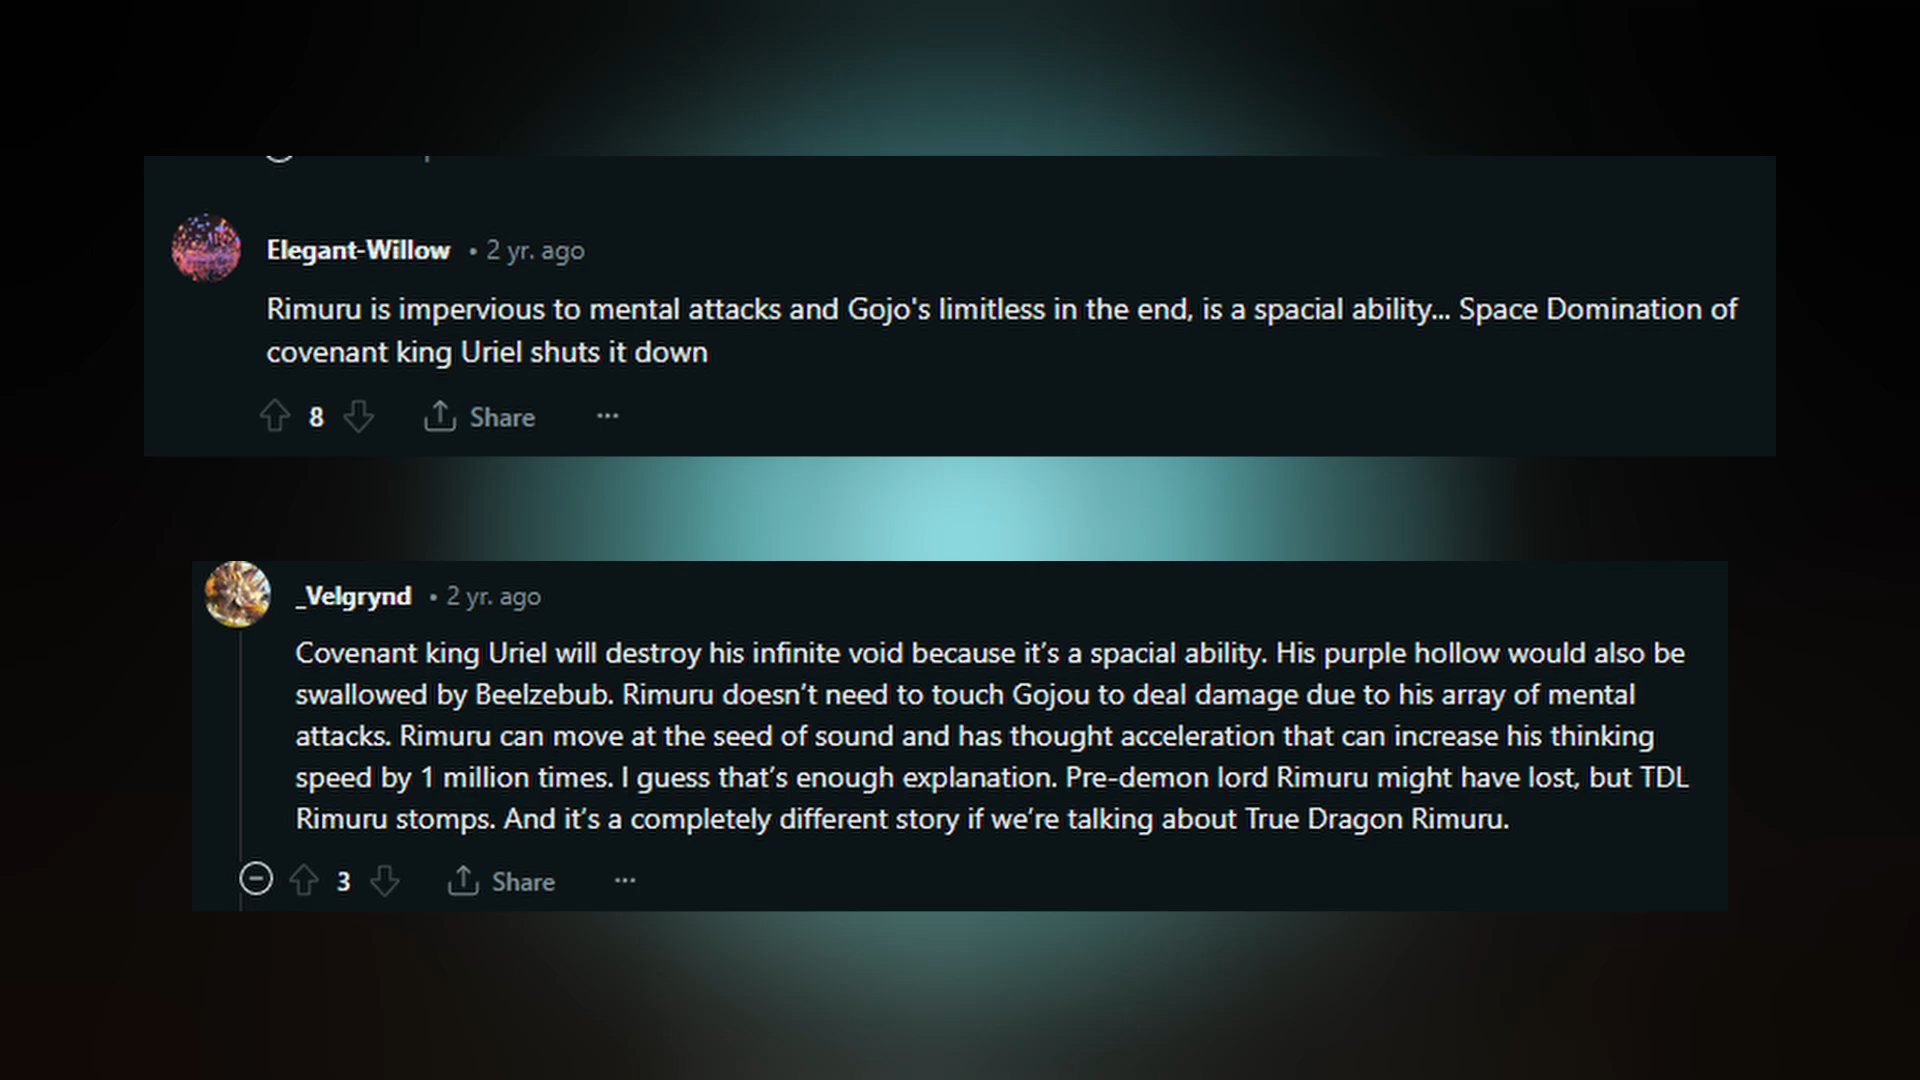 Elegant-Willow • 2 yr. ago
Rimuru is impervious to mental attacks and Gojo's limitless in the end, is a spacial ability... Space Domination of
covenant king Uriel shuts it down
8 Share ...
_Velgrynd • 2 yr. ago
Covenant king Uriel will destroy his infinite void because it’s a spacial ability. His purple hollow would also be
swallowed by Beelzebub. Rimuru doesn’t need to touch Gojou to deal damage due to his array of mental
attacks. Rimuru can move at the seed of sound and has thought acceleration that can increase his thinking
speed by 1 million times. I guess that’s enough explanation. Pre-demon lord Rimuru might have lost, but TDL
Rimuru stomps. And it’s a completely different story if we’re talking about True Dragon Rimuru.
3 Share ...